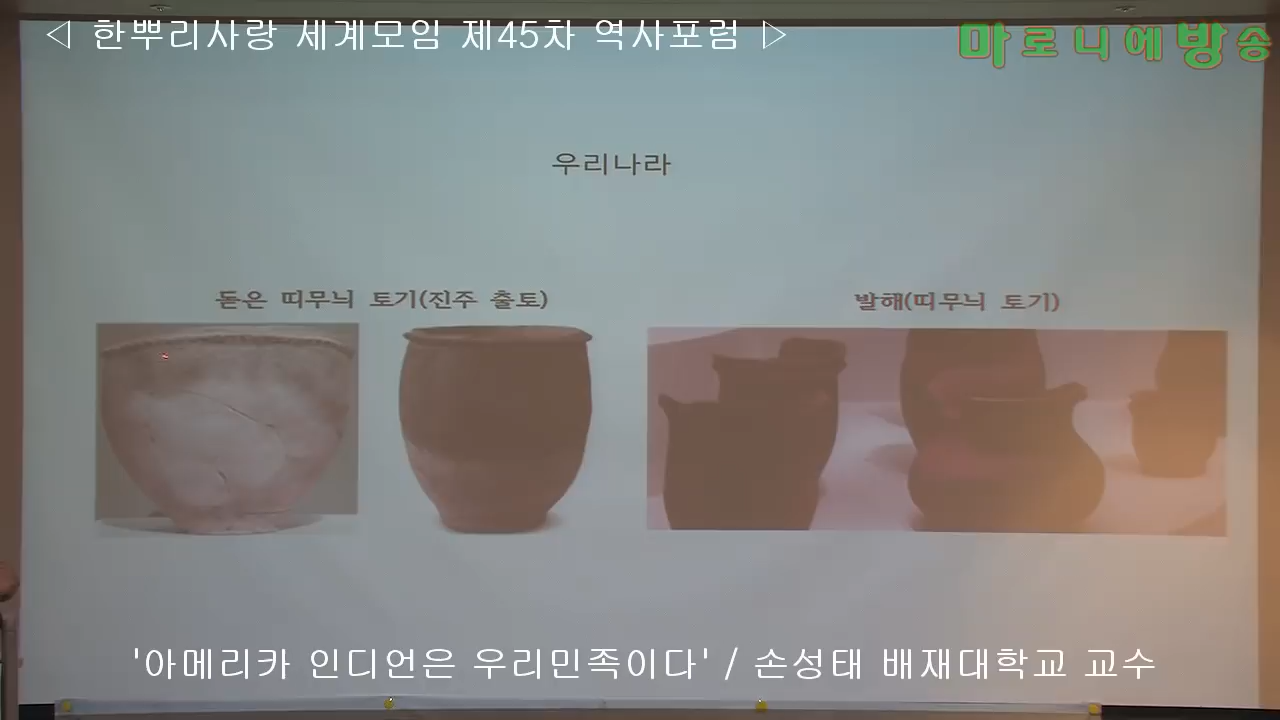 ◁ 한뿌리사랑 세계모임 제45차 역사포럼 ▷
마로니에방송
우리나라
돋은 띠무늬 토기(진주 출토)
발해(띠무늬 토기)
'아메리카 인디언은 우리민족이다' / 손성태 배재대학교 교수